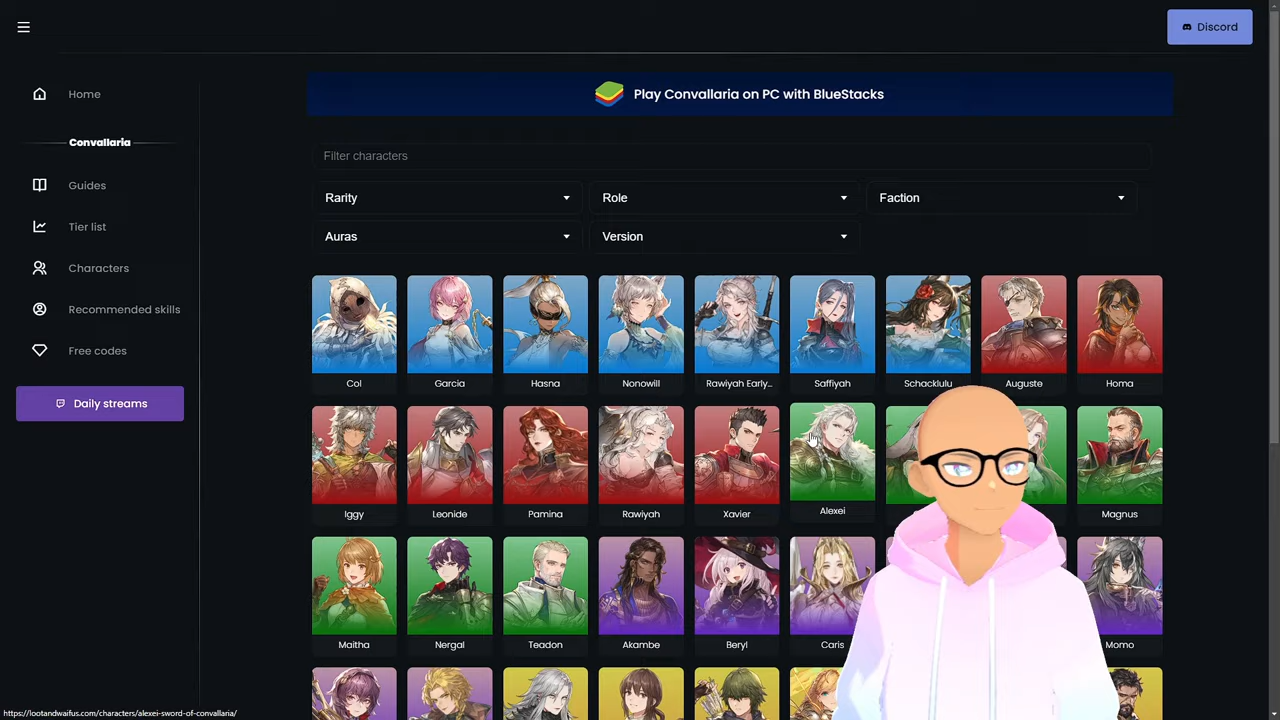 Discord
Home
Convallaria
Guides
Tier list
Characters
Recommended skills
Free codes
Daily streams
Play Convallaria on PC with BlueStacks
Filter characters
Rarity
Role
Faction
Auras
Version
Col
Garcia
Hasna
Nonowill
Rawiyah Early...
Saffiyah
Schacklulu
Auguste
Homa
Iggy
Leonide
Pamina
Rawiyah
Xavier
Alexei
Magnus
Maitha
Nergal
Teadon
Akambe
Beryl
Caris
Momo
https://lootandwaifus.com/characters/alexei-sword-of-convallaria/